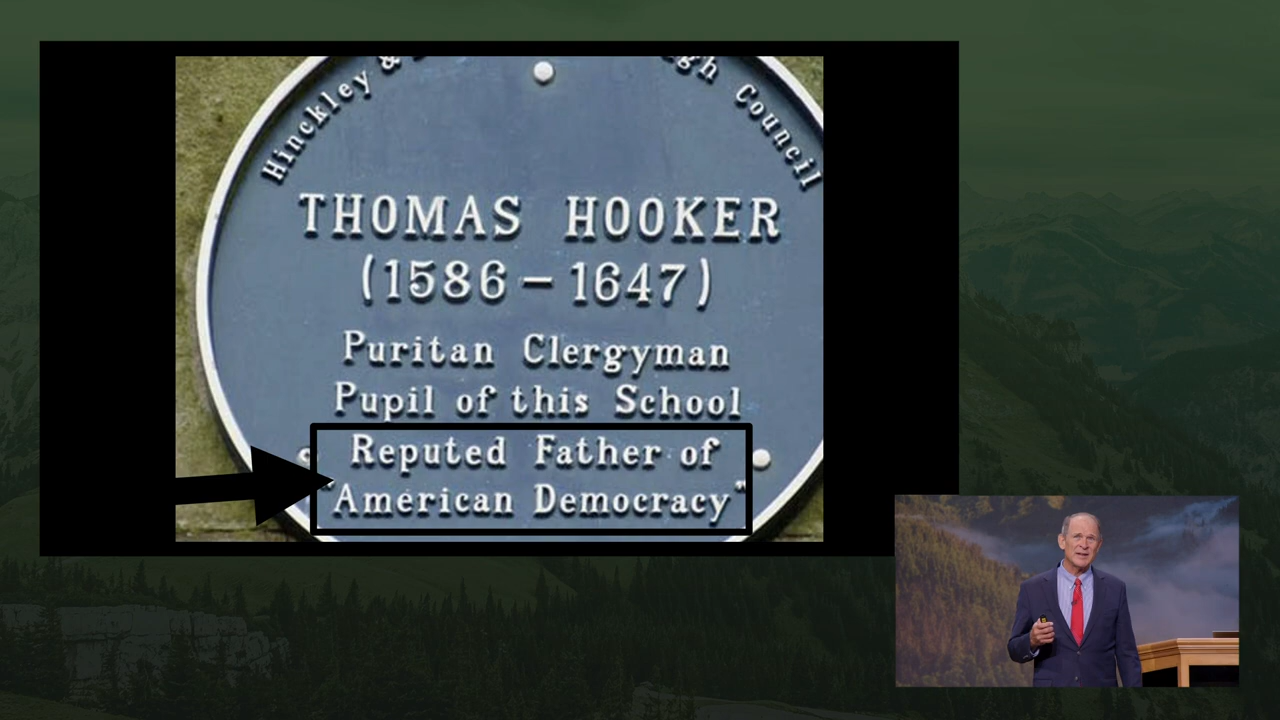 Hinckley & gh Council
THOMAS HOOKER
(1586 – 1647)
Puritan Clergyman
Pupil of this School
Reputed Father of
"American Democracy"